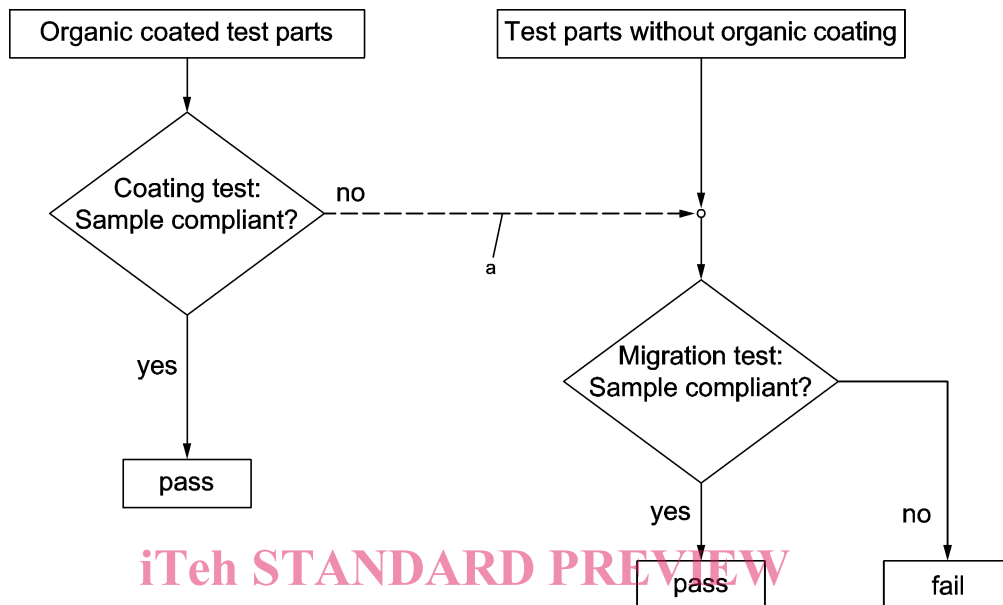 Organic coated test parts
Test parts without organic coating
Coating test:
Sample compliant?
no
a
yes
Migration test:
Sample compliant?
pass
yes
no
iTeh STANDARD PREVIEW
pass
fail